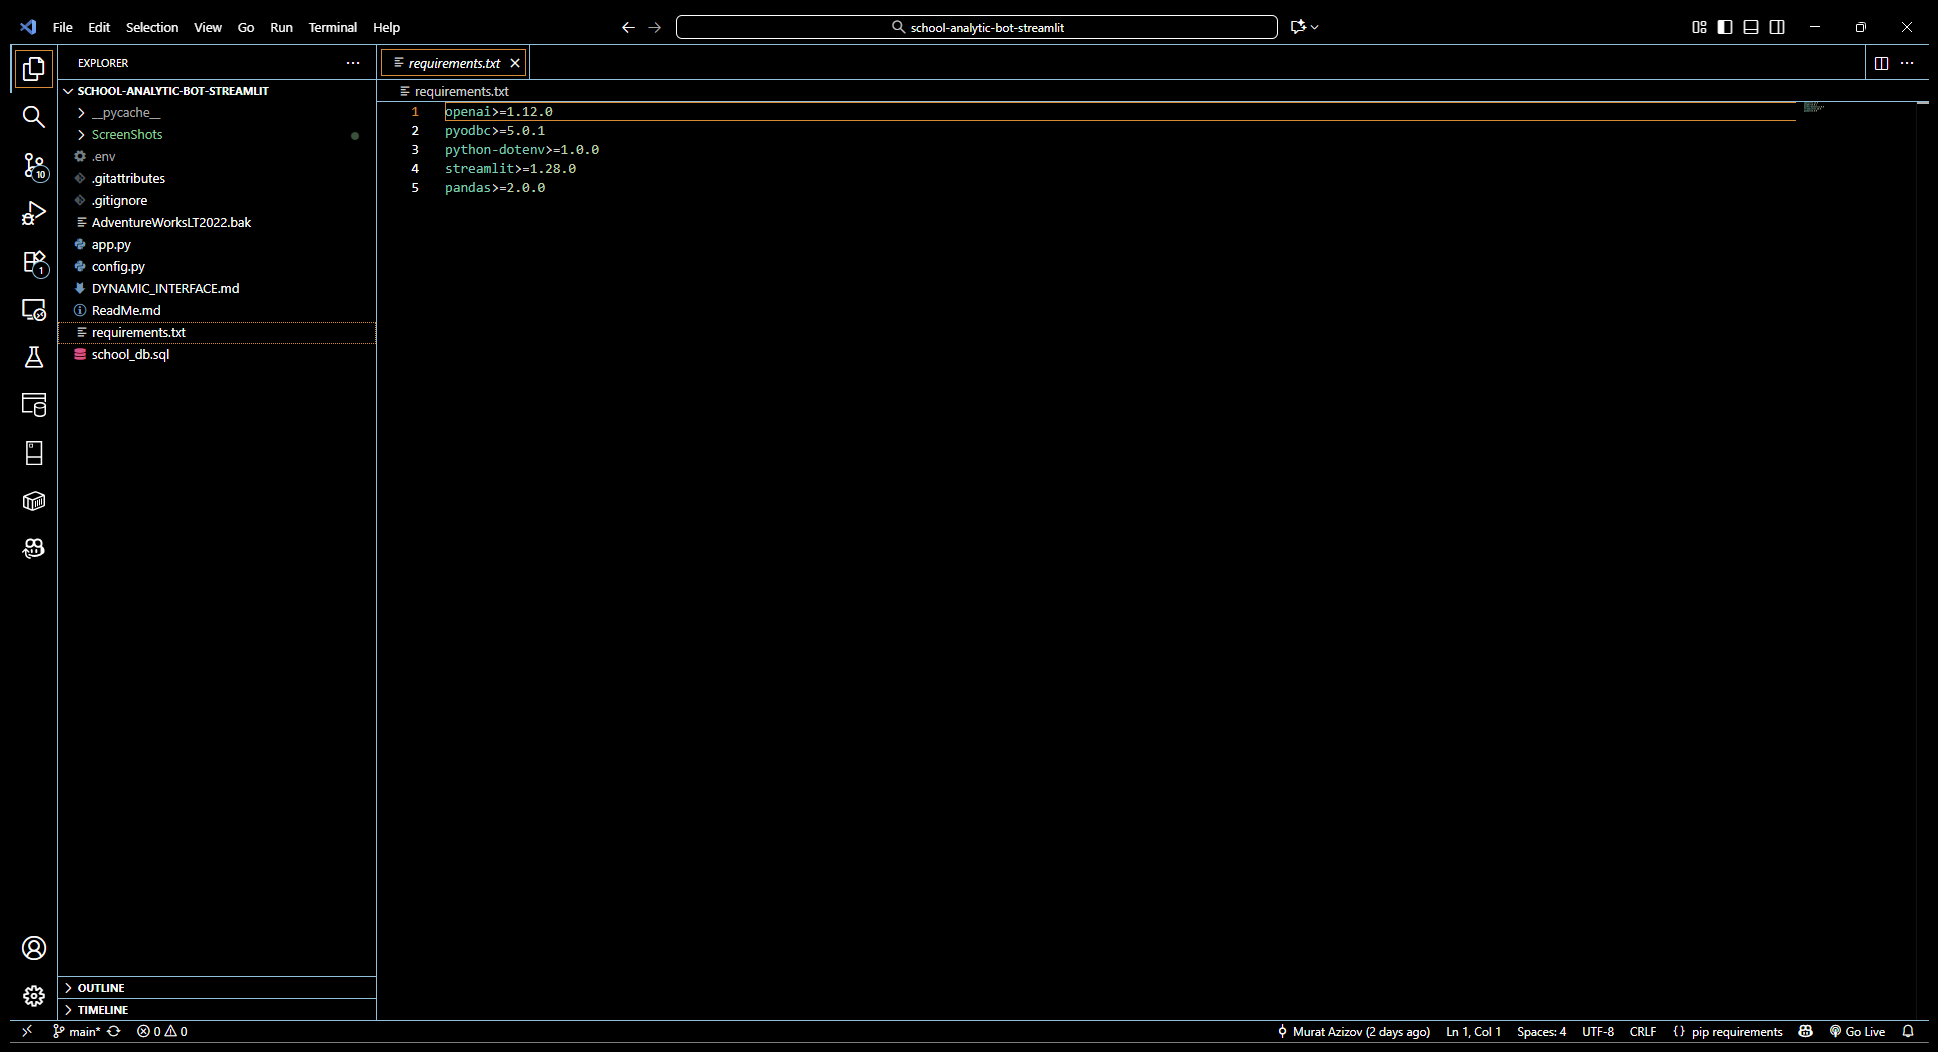 File Edit Selection View Go Run Terminal Help
school-analytic-bot-streamlit
EXPLORER
SCHOOL-ANALYTIC-BOT-STREAMLIT
__pycache__
ScreenShots
.env
.gitattributes
.gitignore
AdventureWorksLT2022.bak
app.py
config.py
DYNAMIC_INTERFACE.md
ReadMe.md
requirements.txt
school_db.sql
10
1
requirements.txt
requirements.txt
1 openai>=1.12.0
2 pyodbc>=5.0.1
3 python-dotenv>=1.0.0
4 streamlit>=1.28.0
5 pandas>=2.0.0
OUTLINE
TIMELINE
main* 0 0 Murat Azizov (2 days ago) Ln 1, Col 1 Spaces: 4 UTF-8 CRLF {} pip requirements Go Live